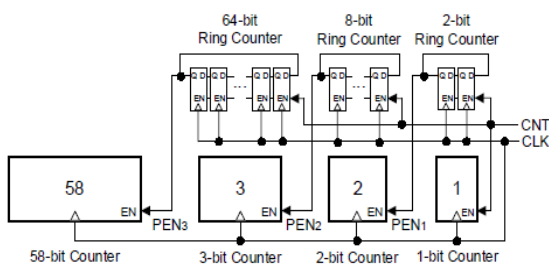 64-bit
Ring Counter
8-bit
Ring Counter
2-bit
Ring Counter
Q D Q D ... Q D Q D
Q D ... Q D
Q D Q D
EN EN EN EN
EN EN
EN EN
CNT
CLK
58
3
2
1
EN PEN3
EN PEN2
EN PEN1
EN
58-bit Counter
3-bit Counter
2-bit Counter
1-bit Counter